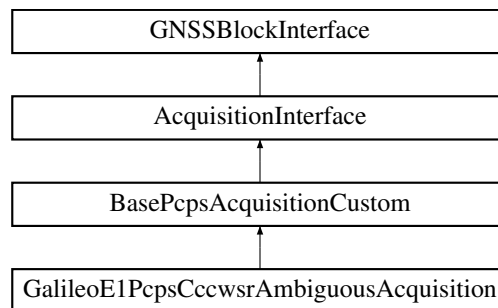 GNSSBlockInterface
AcquisitionInterface
BasePcpsAcquisitionCustom
GalileoE1PcpsCccwsrAmbiguousAcquisition